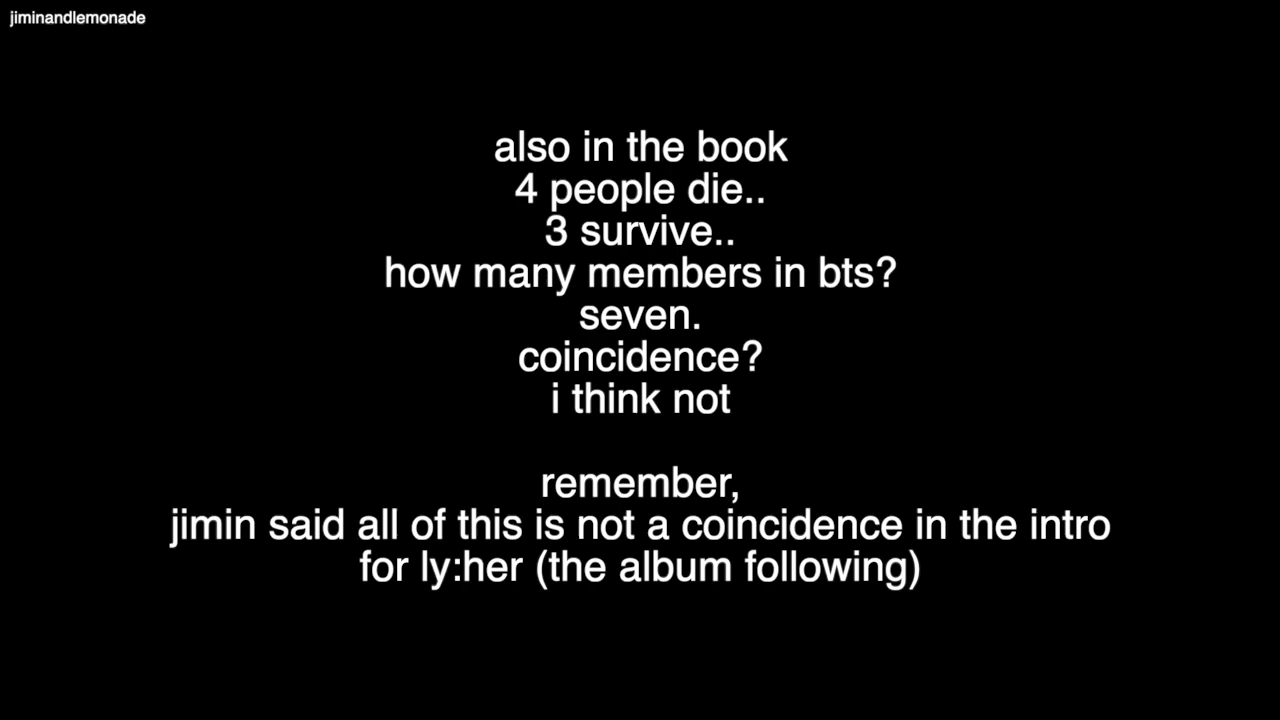 jiminandlemonade
also in the book
4 people die..
3 survive..
how many members in bts?
seven.
coincidence?
i think not
remember,
jimin said all of this is not a coincidence in the intro
for ly:her (the album following)